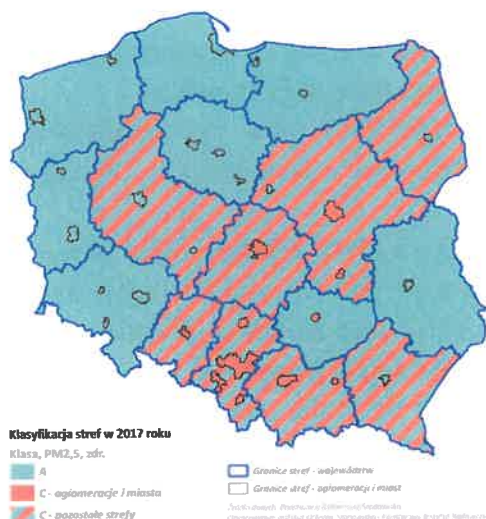 Klasyfikacja stref w 2017 roku
Klasa, PM2,5, zdr.
A
C - aglomeracje i miasta
C - pozostałe strefy
Granice stref - województwa
Granice stref - aglomeracji i miast